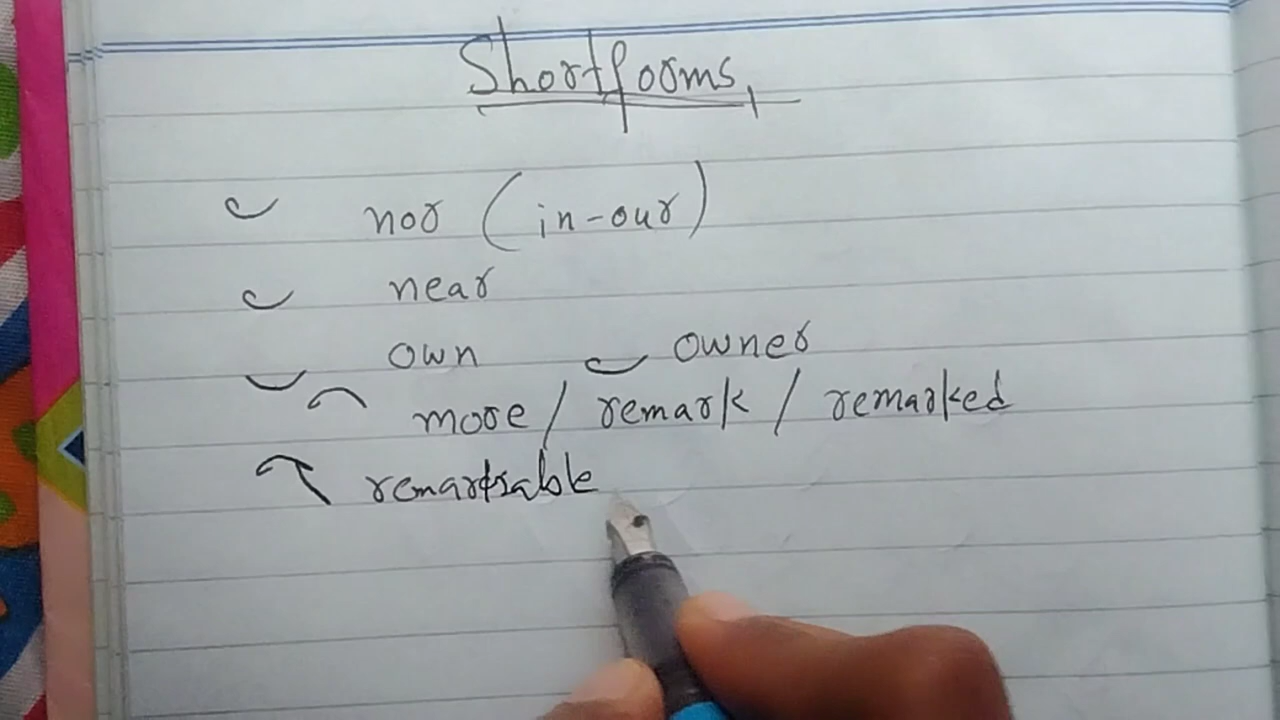 Shortforms
nor (in-our)
near
own owner
more / remark / remarked
remarkable